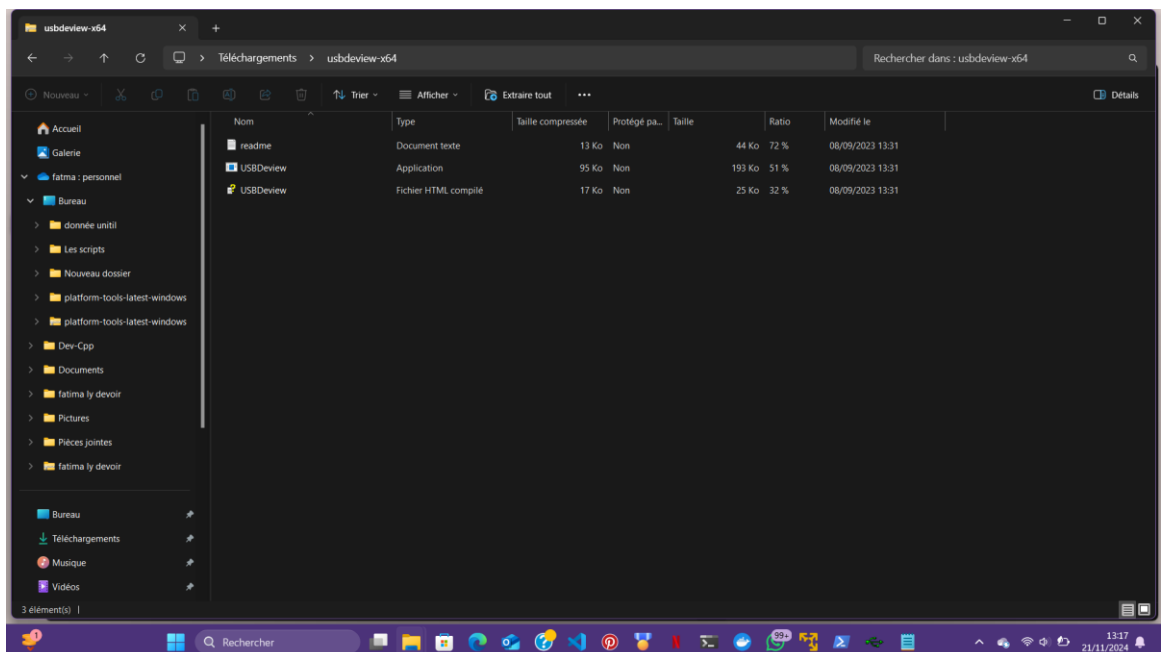 usbdeview-x64
Téléchargements > usbdeview-x64
Rechercher dans : usbdeview-x64
Nouveau
Trier
Afficher
Extraire tout
Détails
Nom Type Taille compressée Protégé pa... Taille Ratio Modifié le
readme Document texte 13 Ko Non 44 Ko 72 % 08/09/2023 13:31
USBDeview Application 95 Ko Non 193 Ko 51 % 08/09/2023 13:31
USBDeview Fichier HTML compilé 17 Ko Non 25 Ko 32 % 08/09/2023 13:31
Accueil
Galerie
fatma : personnel
Bureau
donnée unitil
Les scripts
Nouveau dossier
platform-tools-latest-windows
platform-tools-latest-windows
Dev-Cpp
Documents
fatima ly devoir
Pictures
Pièces jointes
fatima ly devoir
Bureau
Téléchargements
Musique
Vidéos
3 élément(s)
1
Rechercher
99+
13:17
21/11/2024